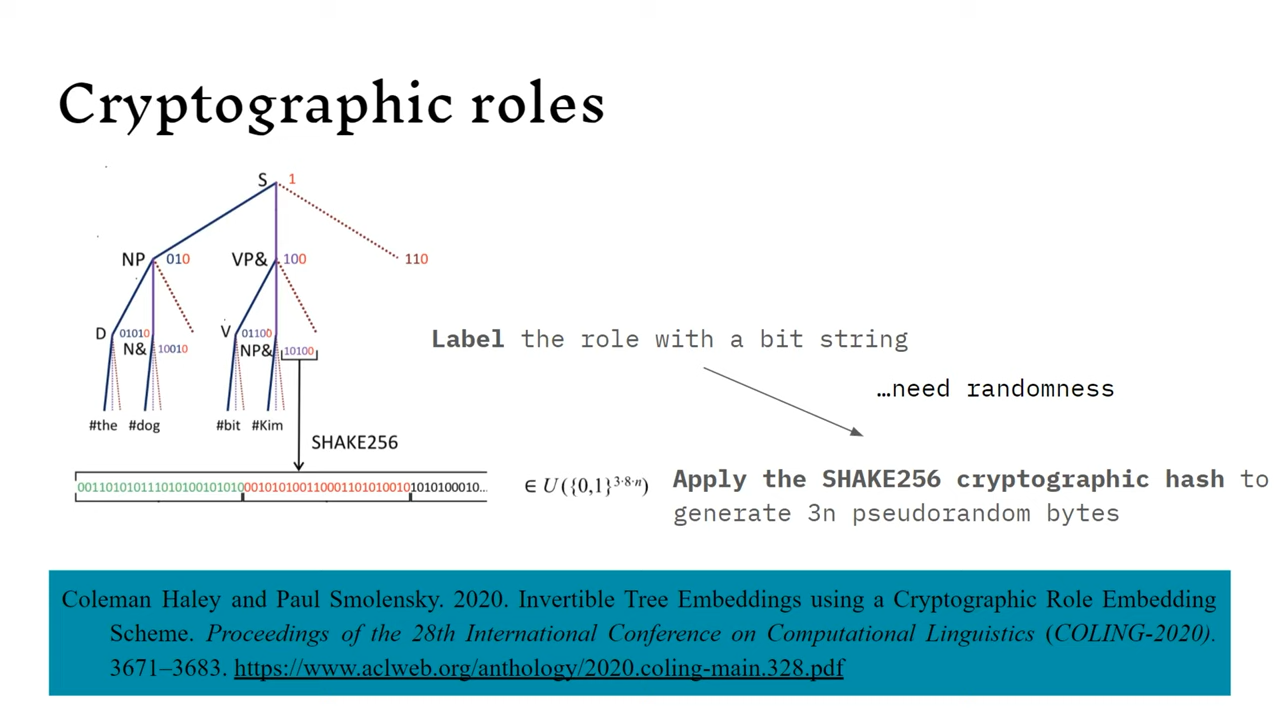 Cryptographic roles
S 1
NP 010 VP& 100 110
D 01010 V 01100
N& 10010 NP& 10100
#the #dog #bit #Kim
SHAKE256
Label the role with a bit string
…need randomness
0011010101110101001010100010101001100011010100101010100010...
∈ U({0,1}³·⁸·ⁿ)
Apply the SHAKE256 cryptographic hash to
generate 3n pseudorandom bytes
Coleman Haley and Paul Smolensky. 2020. Invertible Tree Embeddings using a Cryptographic Role Embedding
Scheme. Proceedings of the 28th International Conference on Computational Linguistics (COLING-2020).
3671–3683. https://www.aclweb.org/anthology/2020.coling-main.328.pdf